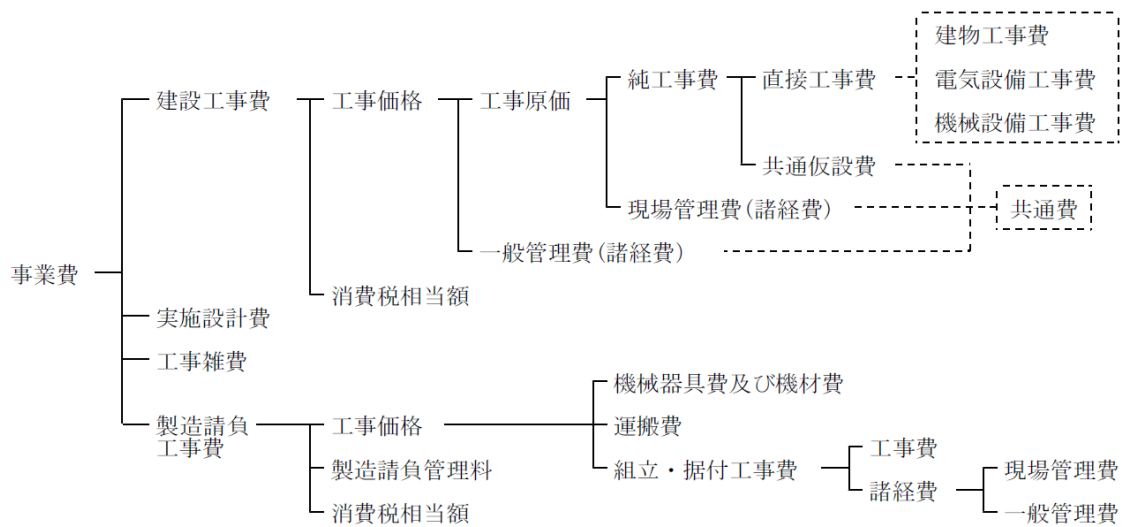 建物工事費
電気設備工事費
機械設備工事費
純工事費
直接工事費
建設工事費
工事価格
工事原価
共通仮設費
現場管理費(諸経費)
共通費
一般管理費(諸経費)
事業費
消費税相当額
実施設計費
工事雑費
機械器具費及び機材費
製造請負
工事費
工事価格
運搬費
組立・据付工事費
工事費
製造請負管理料
諸経費
現場管理費
消費税相当額
一般管理費